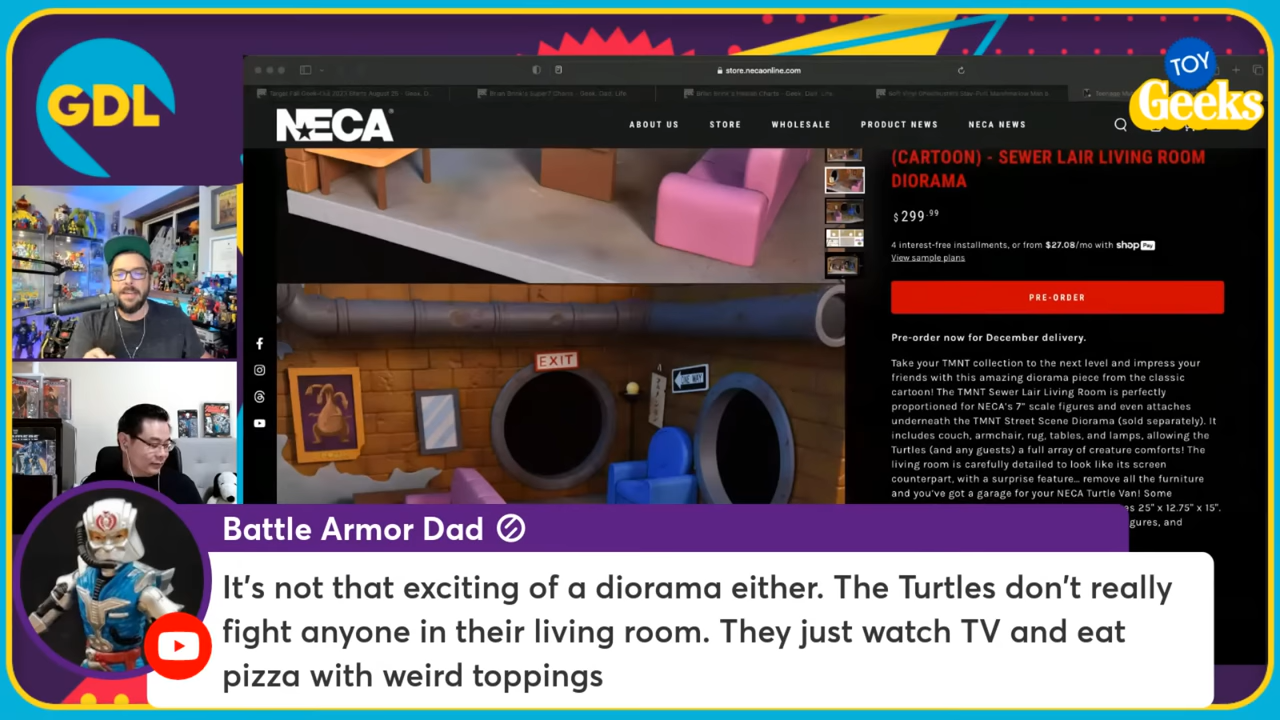 GDL
TOY
Geeks
store.necaonline.com
NECA
ABOUT US
STORE
WHOLESALE
PRODUCT NEWS
NECA NEWS
(CARTOON) - SEWER LAIR LIVING ROOM
DIORAMA
$299.99
4 interest-free installments, or from $27.08/mo with shop Pay
View sample plans
PRE-ORDER
Pre-order now for December delivery.
Take your TMNT collection to the next level and impress your
friends with this amazing diorama piece from the classic
cartoon! The TMNT Sewer Lair Living Room is perfectly
proportioned for NECA's 7" scale figures and even attaches
underneath the TMNT Street Scene Diorama (sold separately). It
includes couch, armchair, rug, tables, and lamps, allowing the
Turtles (and any guests) a full array of creature comforts! The
living room is carefully detailed to look like its screen
counterpart, with a surprise feature... remove all the furniture
and you've got a garage for your NECA Turtle Van! Some
25" x 12.75" x 15".
and
EXIT
ONE WAY
Battle Armor Dad
It's not that exciting of a diorama either. The Turtles don't really
fight anyone in their living room. They just watch TV and eat
pizza with weird toppings